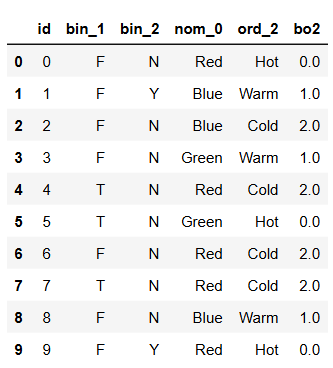 id bin_1 bin_2 nom_0 ord_2 bo2
0 0 F N Red Hot 0.0
1 1 F Y Blue Warm 1.0
2 2 F N Blue Cold 2.0
3 3 F N Green Warm 1.0
4 4 T N Red Cold 2.0
5 5 T N Green Hot 0.0
6 6 F N Red Cold 2.0
7 7 T N Red Cold 2.0
8 8 F N Blue Warm 1.0
9 9 F Y Red Hot 0.0